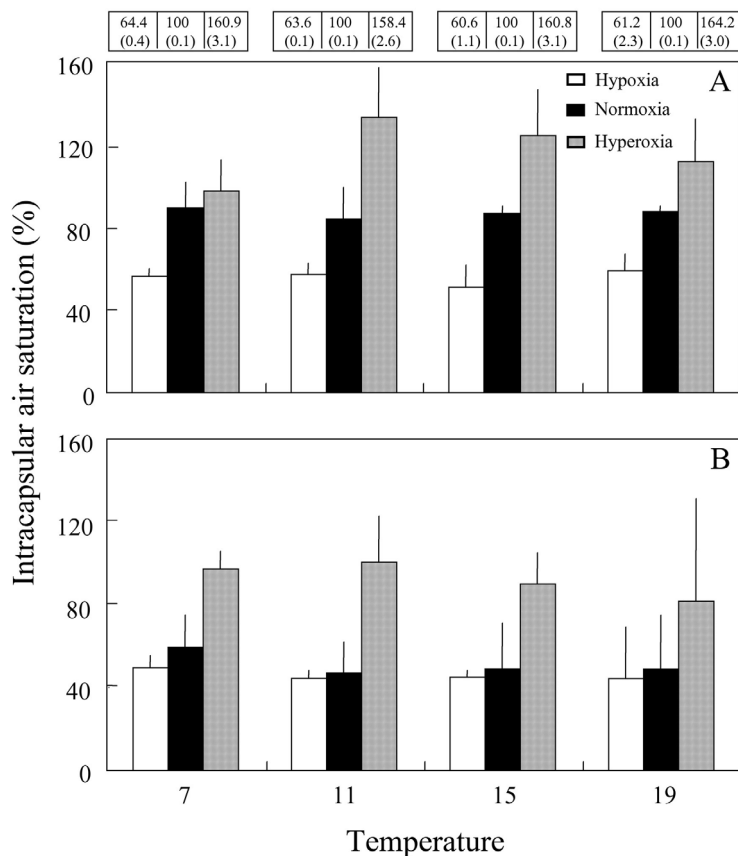 64.4 100 160.9 63.6 100 158.4 60.6 100 160.8 61.2 100 164.2
(0.4) (0.1) (3.1) (0.1) (0.1) (2.6) (1.1) (0.1) (3.1) (2.3) (0.1) (3.0)
160
A
Hypoxia
Normoxia
Hyperoxia
120
80
40
0
Intracapsular air saturation (%)
160
B
120
80
40
0
7 11 15 19
Temperature